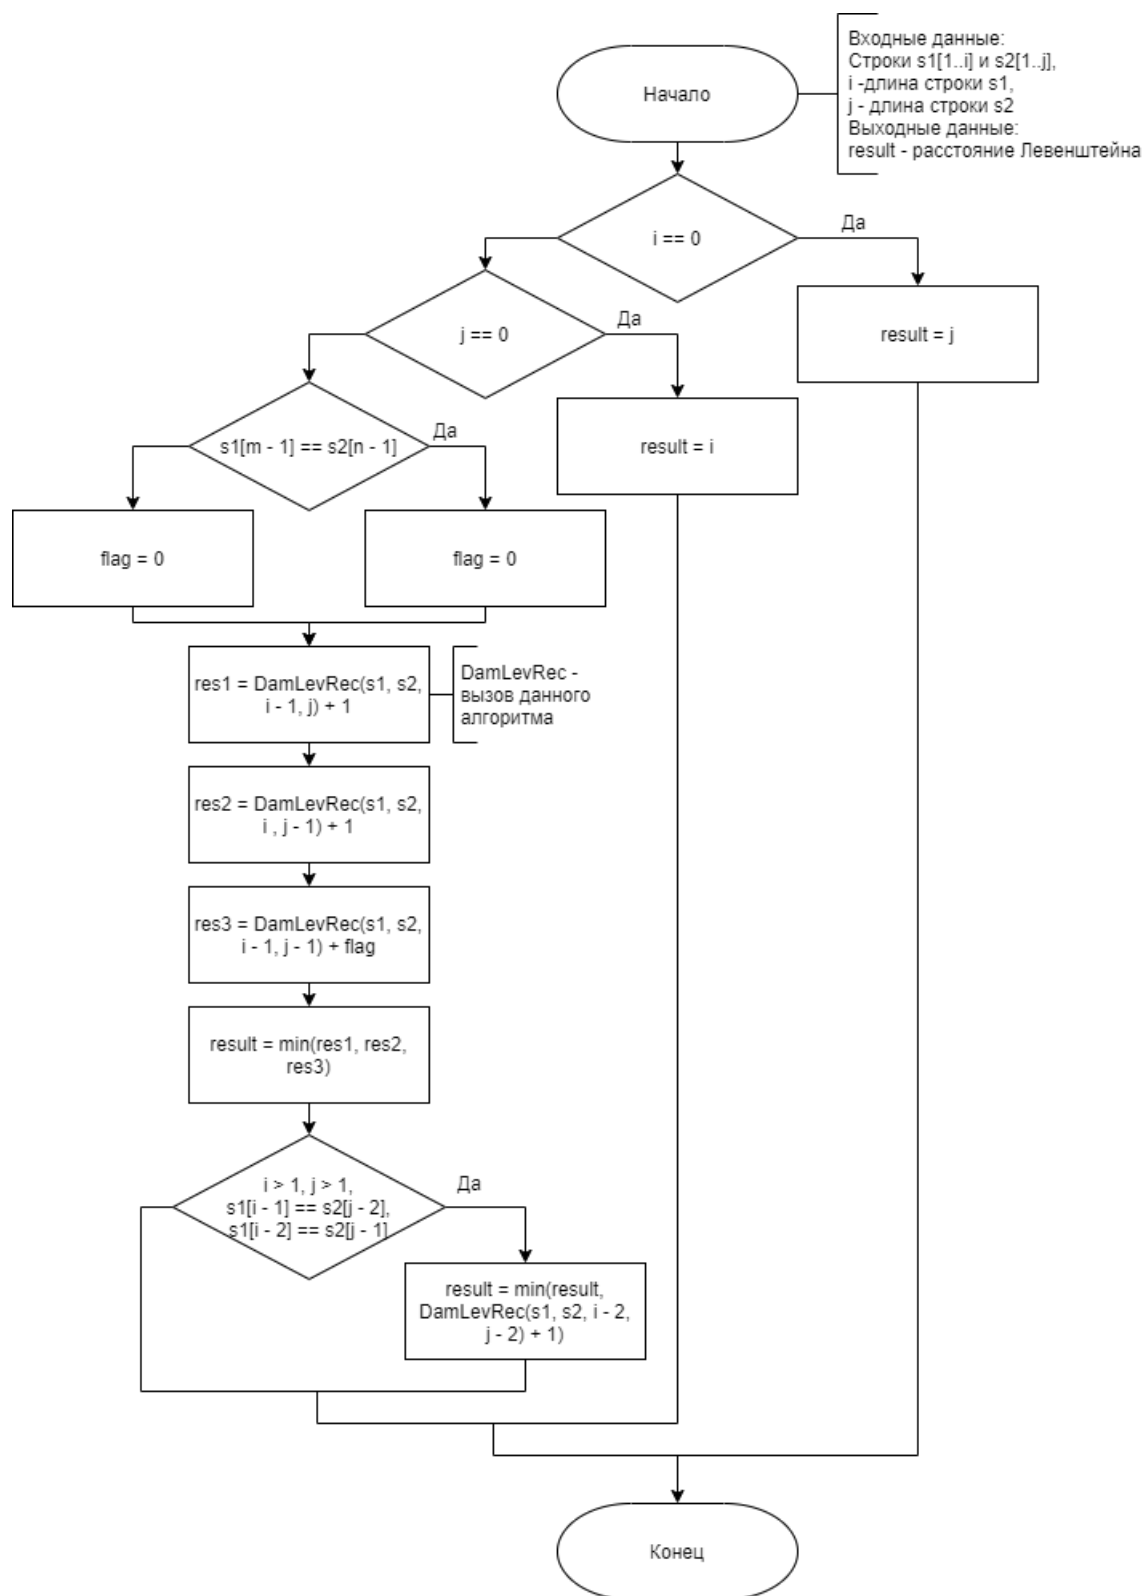 Начало
Входные данные:
Строки s1[1..i] и s2[1..j],
i -длина строки s1,
j - длина строки s2
Выходные данные:
result - расстояние Левенштейна
i == 0
Да
result = j
j == 0
Да
result = i
s1[m - 1] == s2[n - 1]
Да
flag = 0
flag = 0
res1 = DamLevRec(s1, s2,
i - 1, j) + 1
DamLevRec -
вызов данного
алгоритма
res2 = DamLevRec(s1, s2,
i , j - 1) + 1
res3 = DamLevRec(s1, s2,
i - 1, j - 1) + flag
result = min(res1, res2,
res3)
i > 1, j > 1,
s1[i - 1] == s2[j - 2],
s1[i - 2] == s2[j - 1]
Да
result = min(result,
DamLevRec(s1, s2, i - 2,
j - 2) + 1)
Конец